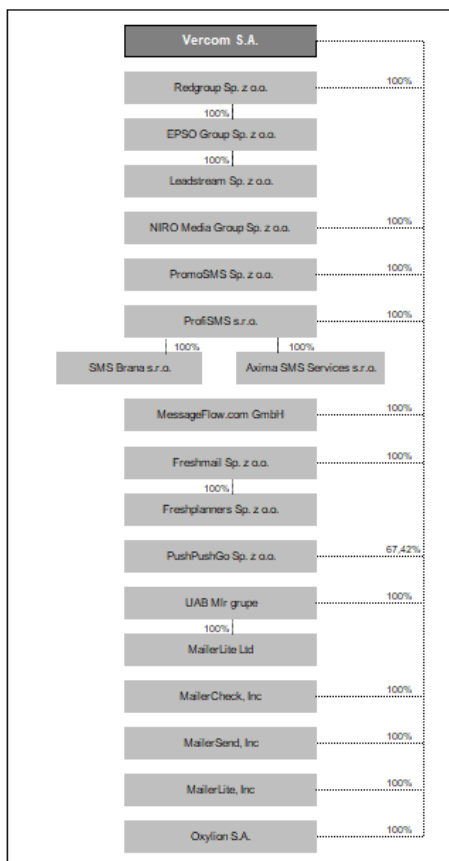 Vercom S.A.
Redgroup Sp. z o.o. 100%
100%
EPSO Group Sp. z o.o.
100%
Leadstream Sp. z o.o.
NIRO Media Group Sp. z o.o. 100%
PromoSMS Sp. z o.o. 100%
ProfiSMS s.r.o. 100%
100% 100%
SMS Brana s.r.o. Axima SMS Services s.r.o.
MessageFlow.com GmbH 100%
Freshmail Sp. z o.o. 100%
100%
Freshplanners Sp. z o.o.
PushPushGo Sp. z o.o. 67,42%
UAB Mlr grupe 100%
100%
MailerLite Ltd
MailerCheck, Inc 100%
MailerSend, Inc 100%
MailerLite, Inc 100%
Oxylion S.A. 100%